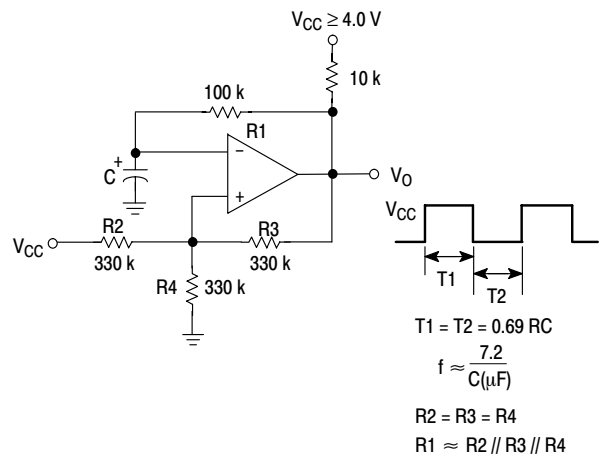 V_CC ≥ 4.0 V
10 k
100 k
R1
−
+
C
+
V_O
V_CC
R2
330 k
R3
330 k
R4
330 k
V_CC
T1
T2
T1 = T2 = 0.69 RC
f ≈ 7.2
C(μF)
R2 = R3 = R4
R1 ≈ R2 // R3 // R4